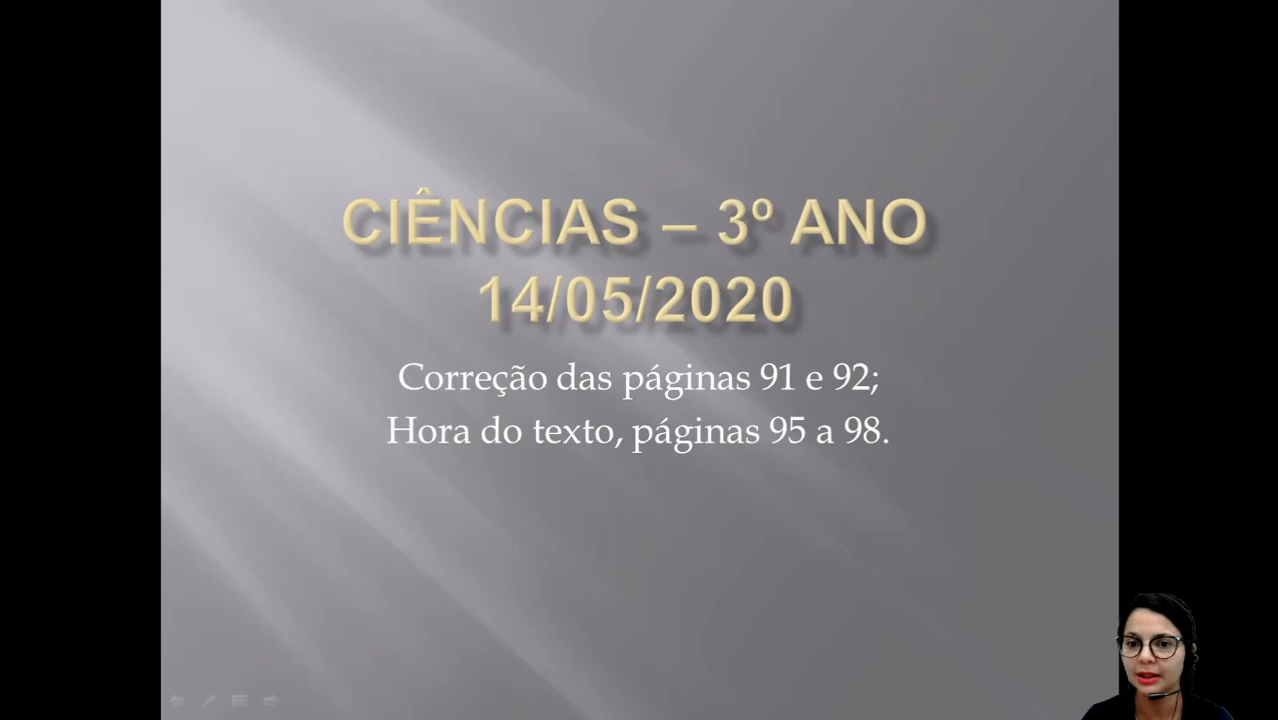 CIÊNCIAS – 3º ANO
14/05/2020
Correção das páginas 91 e 92;
Hora do texto, páginas 95 a 98.